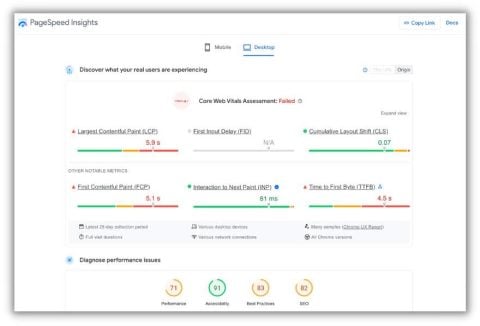 PageSpeed Insights
Copy Link
Docs
Mobile
Desktop
Discover what your real users are experiencing
This URL
Origin
Core Web Vitals Assessment: Failed
Expand view
Largest Contentful Paint (LCP)
First Input Delay (FID)
Cumulative Layout Shift (CLS)
5.9 s
N/A
0.07
OTHER NOTABLE METRICS
First Contentful Paint (FCP)
Interaction to Next Paint (INP)
Time to First Byte (TTFB)
5.1 s
61 ms
4.5 s
Latest 28-day collection period
Various desktop devices
Many samples (Chrome UX Report)
Full visit durations
Various network connections
All Chrome versions
Diagnose performance issues
71
91
83
82
Performance
Accessibility
Best Practices
SEO